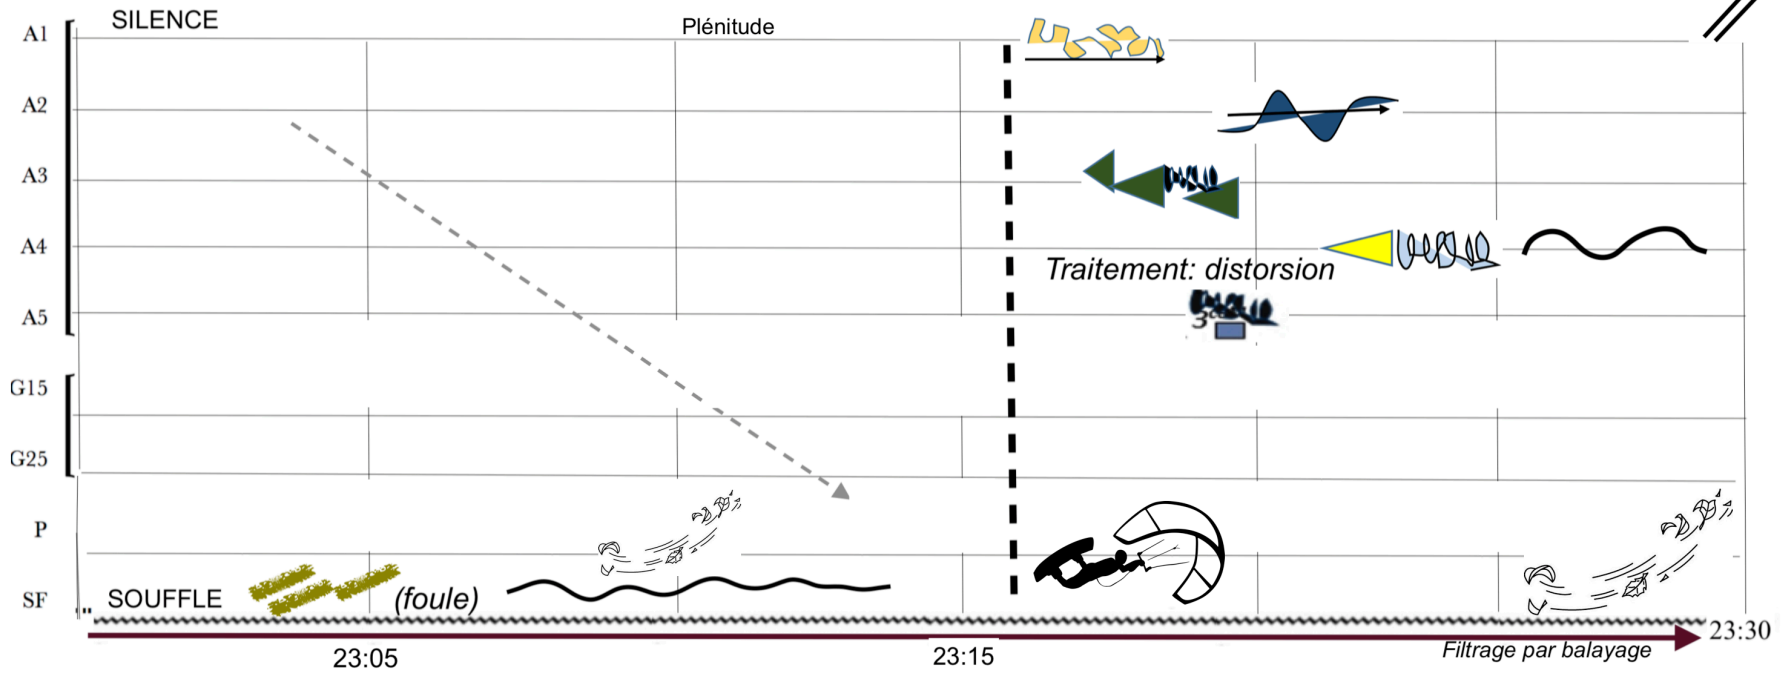 SILENCE
Plénitude
A1
A2
A3
A4
Traitement: distorsion
A5
3
G15
G25
P
SF
SOUFFLE
(foule)
23:30
23:05
23:15
Filtrage par balayage